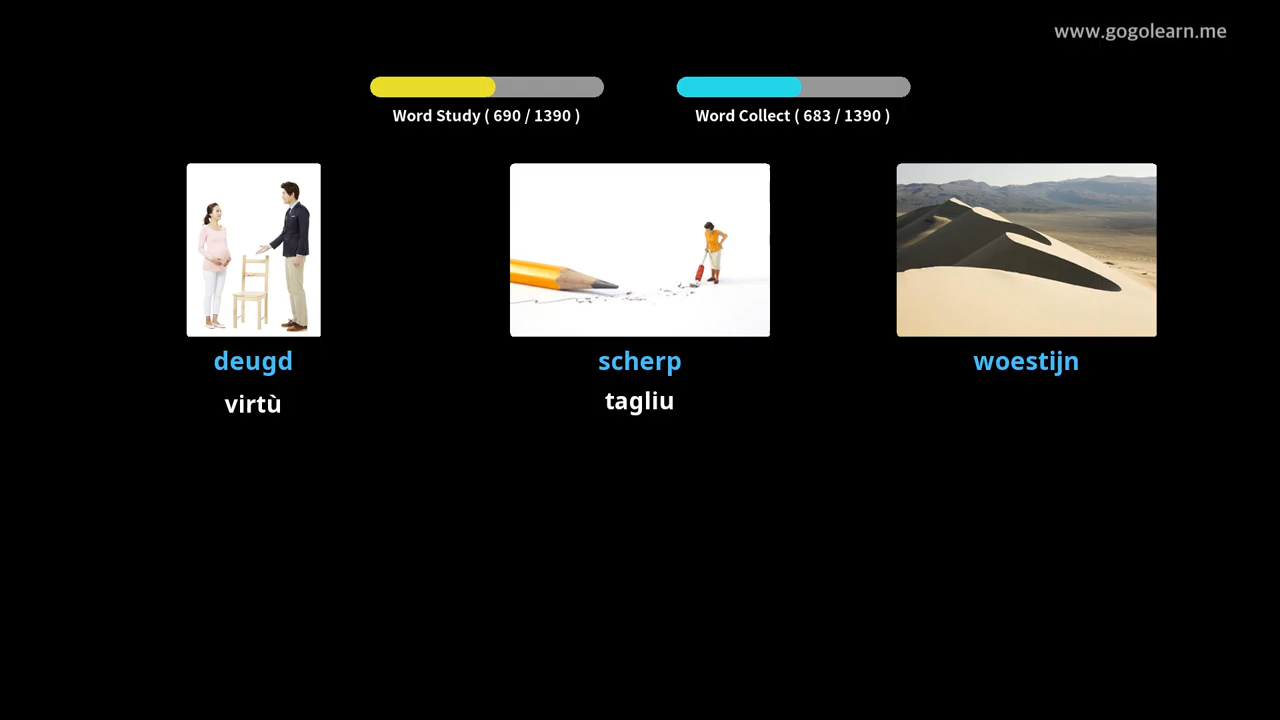 www.gogolearn.me
Word Study ( 690 / 1390 )
Word Collect ( 683 / 1390 )
deugd
scherp
woestijn
virtù
tagliu